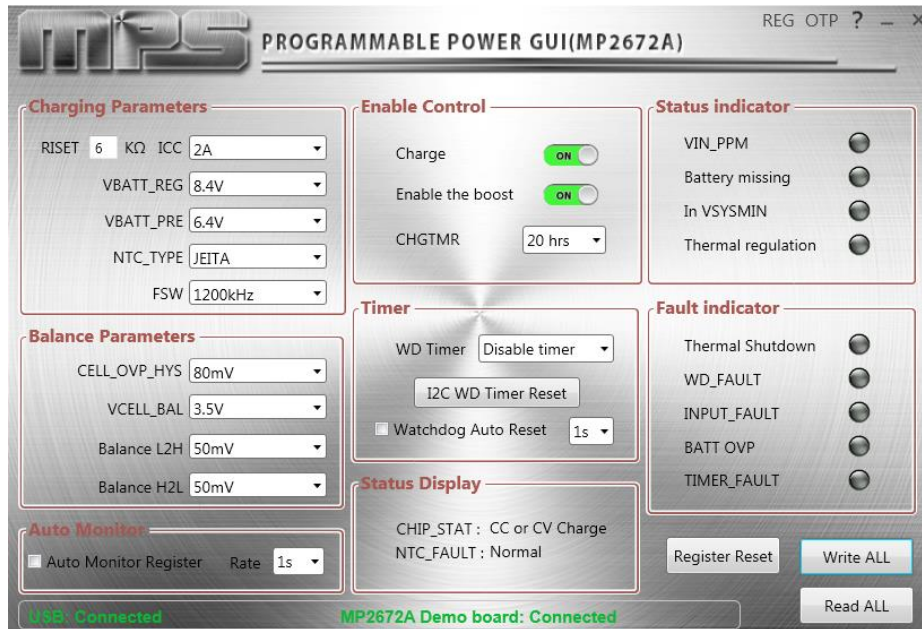 REG OTP ? – ×
mps PROGRAMMABLE POWER GUI(MP2672A)
Charging Parameters
RISET 6 KΩ ICC 2A
VBATT_REG 8.4V
VBATT_PRE 6.4V
NTC_TYPE JEITA
FSW 1200kHz
Balance Parameters
CELL_OVP_HYS 80mV
VCELL_BAL 3.5V
Balance L2H 50mV
Balance H2L 50mV
Auto Monitor
Auto Monitor Register Rate 1s
Enable Control
Charge ON
Enable the boost ON
CHGTMR 20 hrs
Timer
WD Timer Disable timer
I2C WD Timer Reset
Watchdog Auto Reset 1s
Status Display
CHIP_STAT : CC or CV Charge
NTC_FAULT : Normal
Status indicator
VIN_PPM
Battery missing
In VSYSMIN
Thermal regulation
Fault indicator
Thermal Shutdown
WD_FAULT
INPUT_FAULT
BATT OVP
TIMER_FAULT
Register Reset Write ALL
Read ALL
USB: Connected MP2672A Demo board: Connected